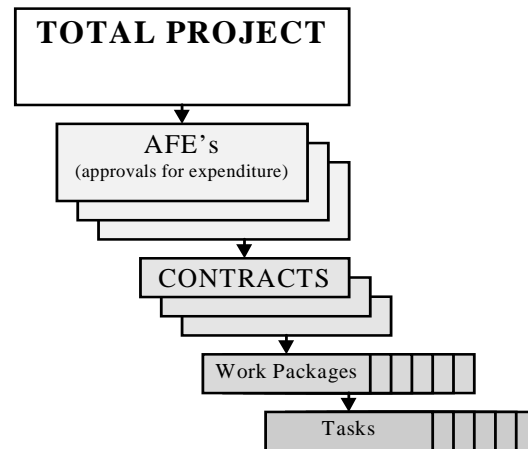 TOTAL PROJECT
AFE's
(approvals for expenditure)
CONTRACTS
Work Packages
Tasks